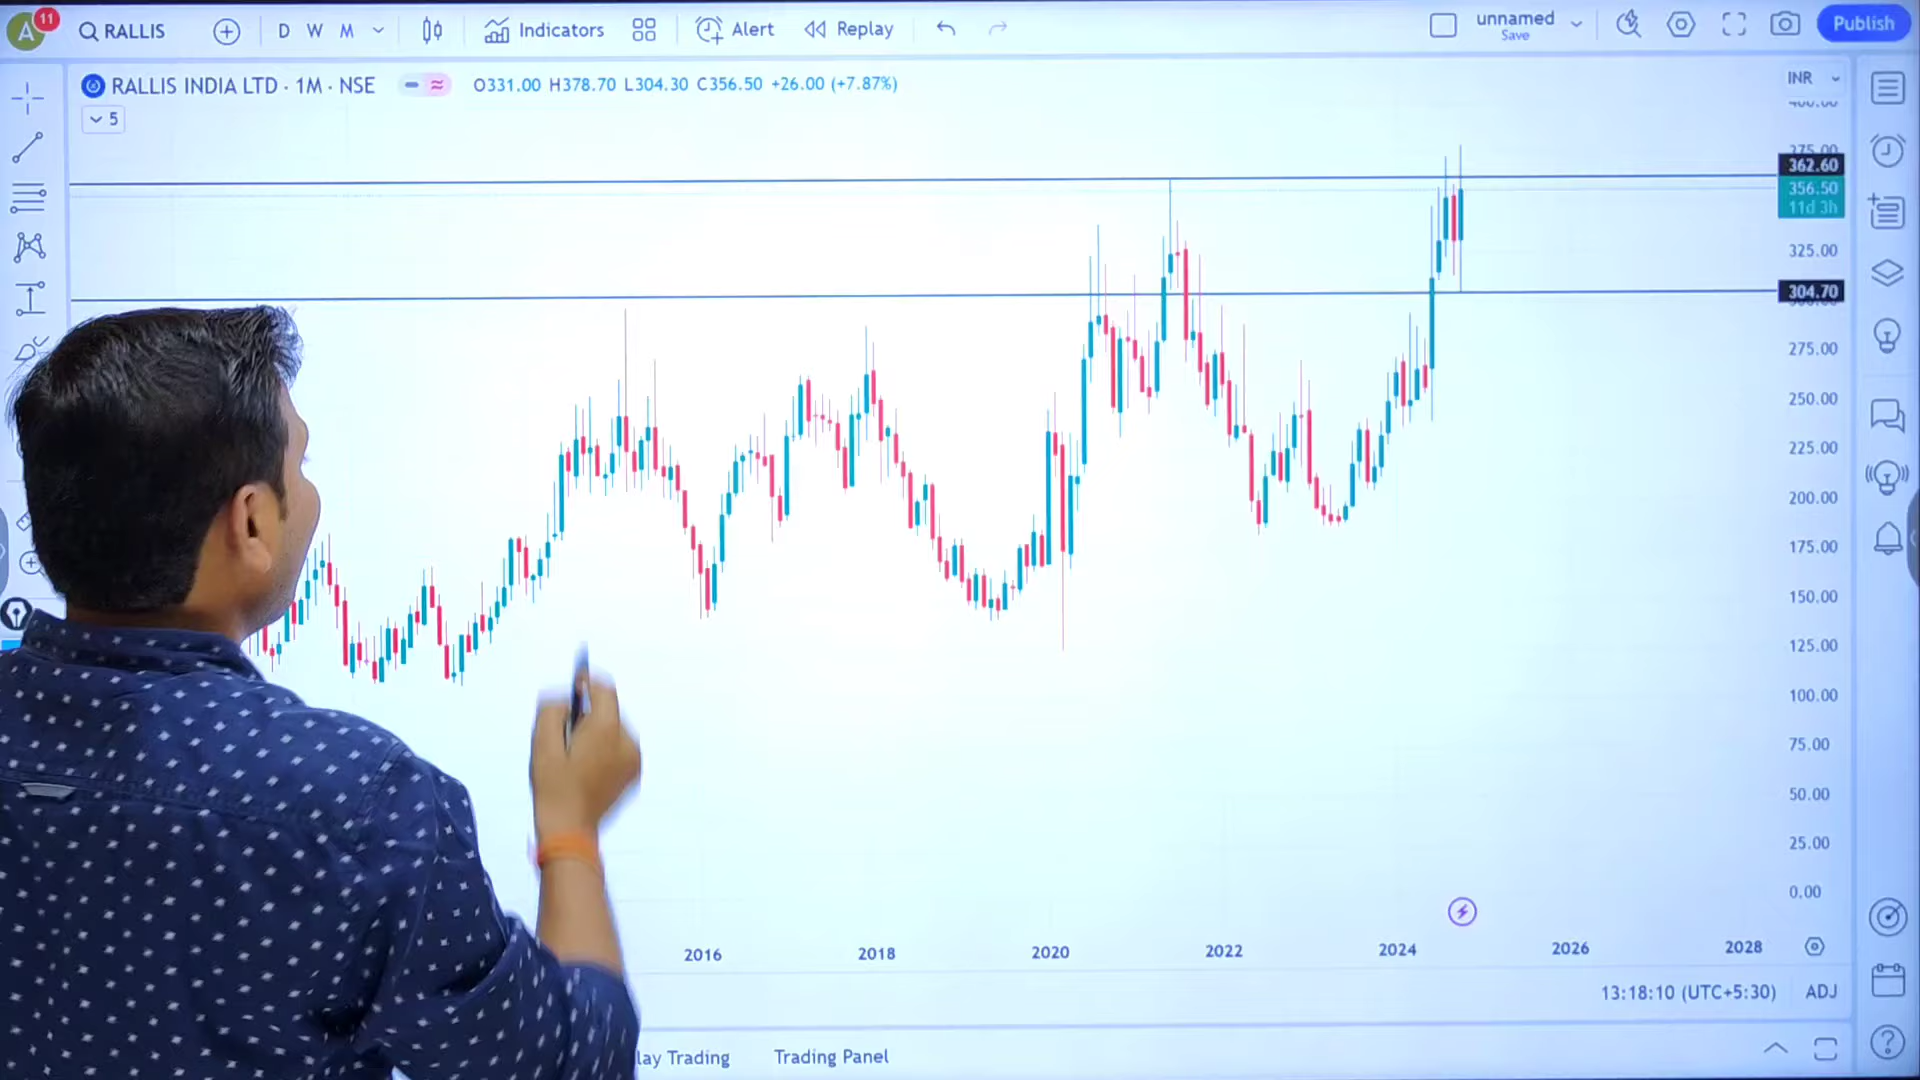 A 11 RALLIS D W M Indicators Alert Replay unnamed Publish
Save
RALLIS INDIA LTD · 1M · NSE O331.00 H378.70 L304.30 C356.50 +26.00 (+7.87%) INR
5
400.00
375.00
362.60
356.50
11d 3h
325.00
304.70
275.00
250.00
225.00
200.00
175.00
150.00
125.00
100.00
75.00
50.00
25.00
0.00
2016 2018 2020 2022 2024 2026 2028
13:18:10 (UTC+5:30) ADJ
lay Trading Trading Panel